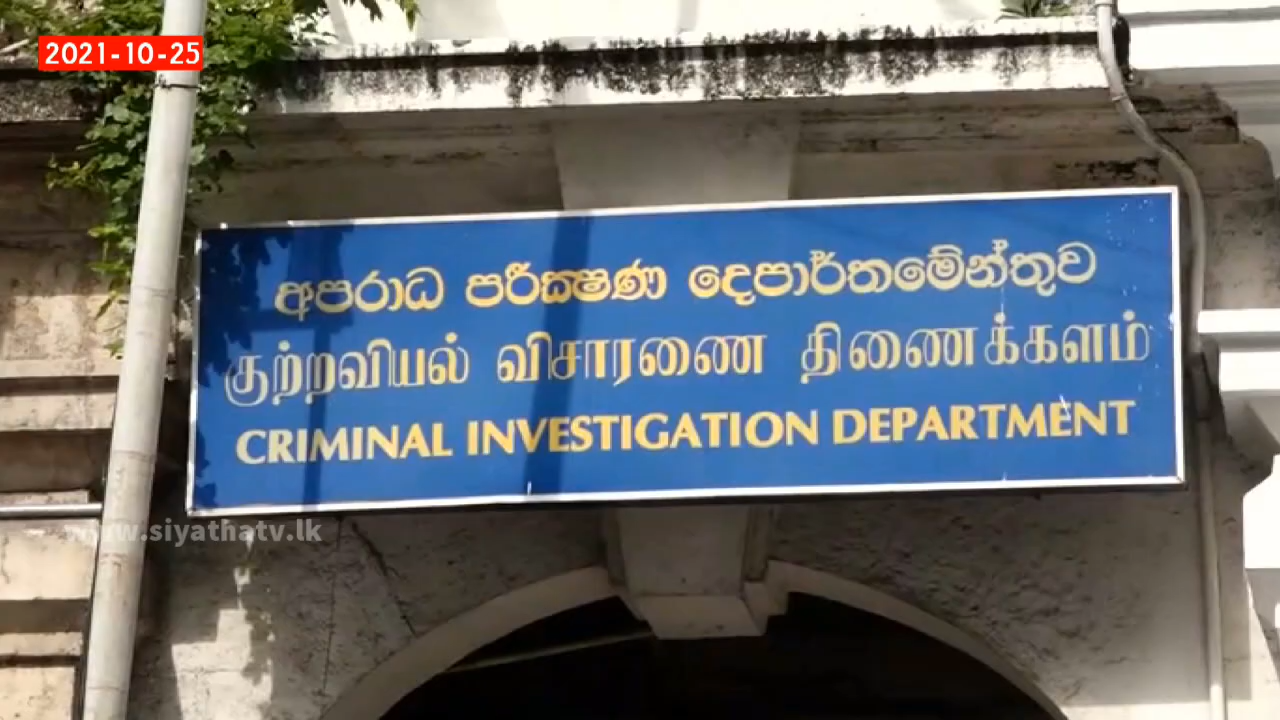 2021-10-25
අපරාධ පරීක්ෂණ දෙපාර්තමේන්තුව
குற்றவியல் விசாரணை திணைக்களம்
CRIMINAL INVESTIGATION DEPARTMENT
www.siyathatv.lk